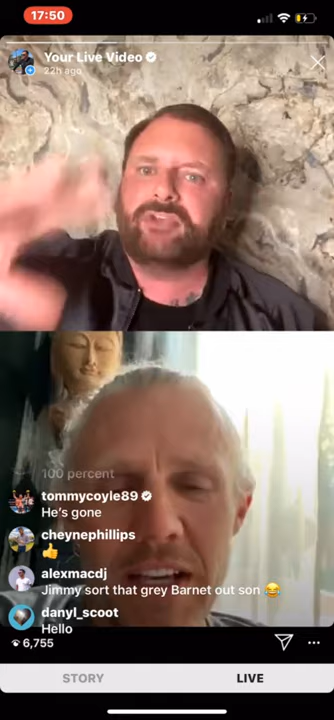 17:50
Your Live Video
22h ago
100 percent
tommycoyle89
He's gone
cheynephillips
👍
alexmacdj
Jimmy sort that grey Barnet out son 😂
danyl_scoot
Hello
6,755
STORY
LIVE